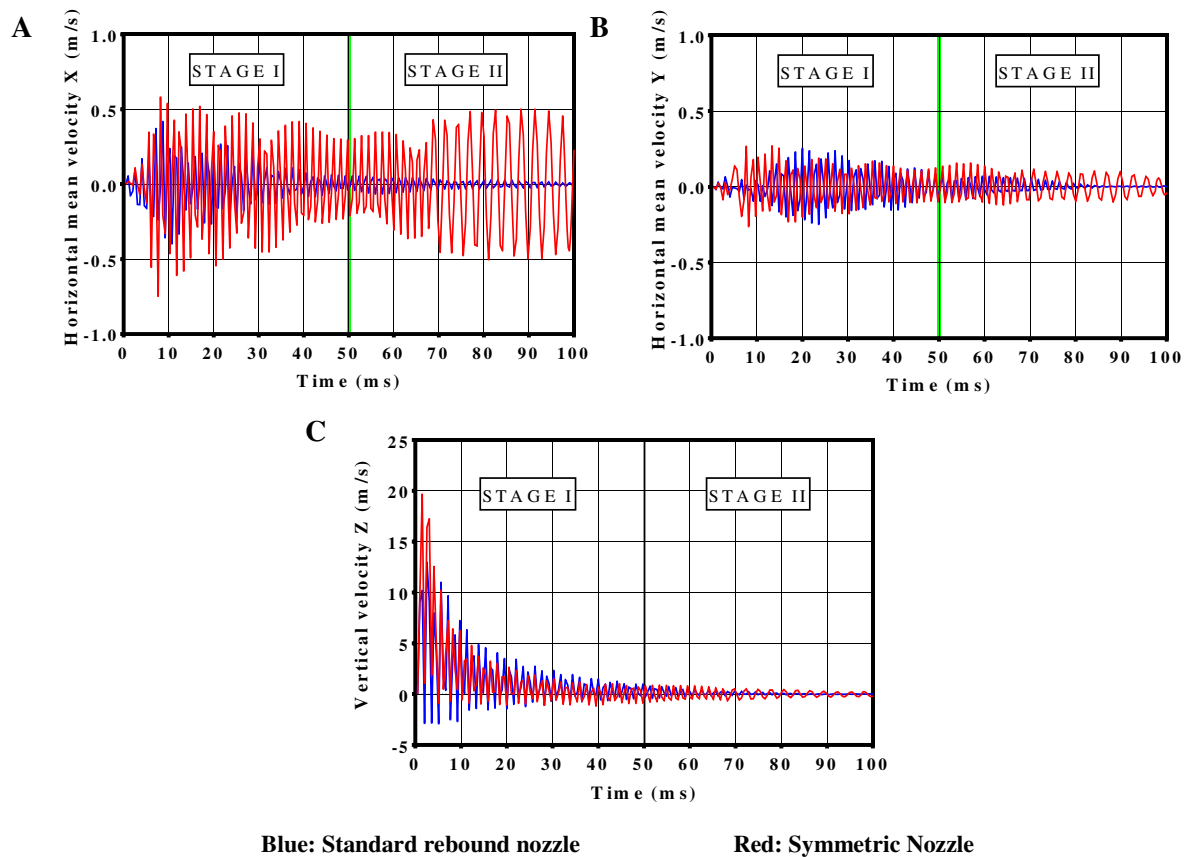 A
Horizontal mean velocity X (m/s)
1.0
0.5
0.0
-0.5
-1.0
STAGE I
STAGE II
0 10 20 30 40 50 60 70 80 90 100
Time (ms)
B
Horizontal mean velocity Y (m/s)
1.0
0.5
0.0
-0.5
-1.0
STAGE I
STAGE II
0 10 20 30 40 50 60 70 80 90 100
Time (ms)
C
Vertical velocity Z (m/s)
25
20
15
10
5
0
-5
STAGE I
STAGE II
0 10 20 30 40 50 60 70 80 90 100
Time (ms)
Blue: Standard rebound nozzle
Red: Symmetric Nozzle